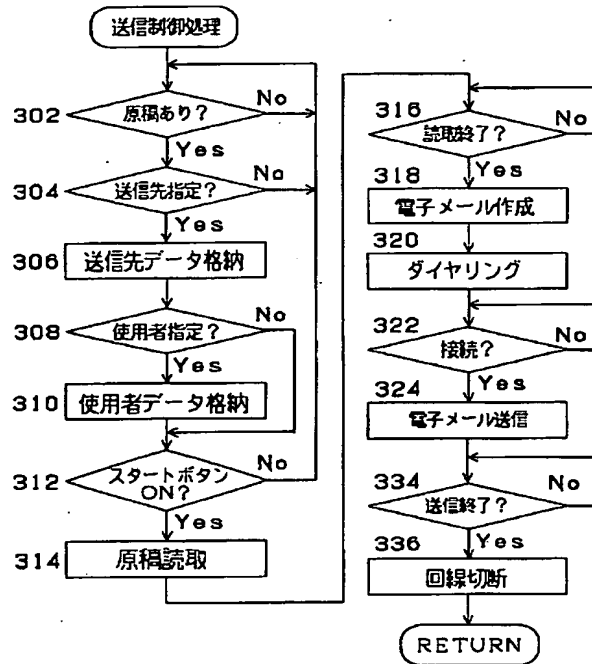 送信制御処理
302
原稿あり?
No
Yes
304
送信先指定?
No
Yes
306
送信先データ格納
308
使用者指定?
No
Yes
310
使用者データ格納
312
スタートボタン
ON?
No
Yes
314
原稿読取
316
読取終了?
No
Yes
318
電子メール作成
320
ダイヤリング
322
接続?
No
Yes
324
電子メール送信
334
送信終了?
No
Yes
336
回線切断
RETURN